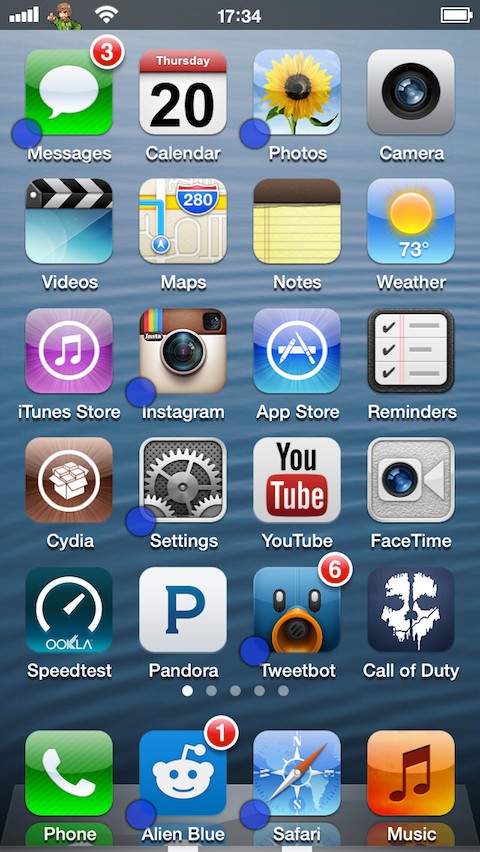 17:34
3
Thursday
20
Messages Calendar Photos Camera
280
Insta
73°
Videos Maps Notes Weather
iTunes Store Instagram App Store Reminders
You
Tube
Cydia Settings YouTube FaceTime
6
OOKLA
P
Speedtest Pandora Tweetbot Call of Duty
1
Phone Alien Blue Safari Music